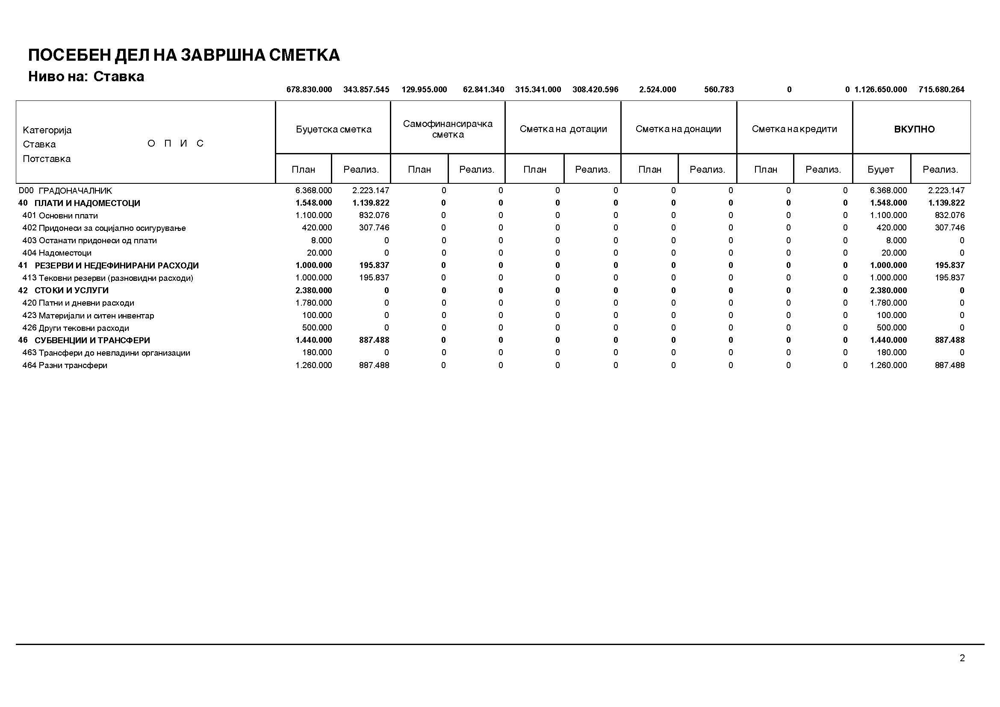 ПОСЕБЕН ДЕЛ НА ЗАВРШНА СМЕТКА
Ниво на: Ставка
678.830.000 343.857.545 129.955.000 62.841.340 315.341.000 308.420.596 2.524.000 560.783 0 0 1.126.650.000 715.680.264
Категорија
Ставка О П И С
Потставка
Буџетска сметка
Самофинансирачка
сметка
Сметка на дотации
Сметка на донации
Сметка на кредити
ВКУПНО
План Реализ. План Реализ. План Реализ. План Реализ. План Реализ. Буџет Реализ.
D00 ГРАДОНАЧАЛНИК 6.368.000 2.223.147 0 0 0 0 0 0 0 0 6.368.000 2.223.147
40 ПЛАТИ И НАДОМЕСТОЦИ 1.548.000 1.139.822 0 0 0 0 0 0 0 0 1.548.000 1.139.822
401 Основни плати 1.100.000 832.076 0 0 0 0 0 0 0 0 1.100.000 832.076
402 Придонеси за социјално осигурување 420.000 307.746 0 0 0 0 0 0 0 0 420.000 307.746
403 Останати придонеси од плати 8.000 0 0 0 0 0 0 0 0 0 8.000 0
404 Надоместоци 20.000 0 0 0 0 0 0 0 0 0 20.000 0
41 РЕЗЕРВИ И НЕДЕФИНИРАНИ РАСХОДИ 1.000.000 195.837 0 0 0 0 0 0 0 0 1.000.000 195.837
413 Тековни резерви (разновидни расходи) 1.000.000 195.837 0 0 0 0 0 0 0 0 1.000.000 195.837
42 СТОКИ И УСЛУГИ 2.380.000 0 0 0 0 0 0 0 0 0 2.380.000 0
420 Патни и дневни расходи 1.780.000 0 0 0 0 0 0 0 0 0 1.780.000 0
423 Материјали и ситен инвентар 100.000 0 0 0 0 0 0 0 0 0 100.000 0
426 Други тековни расходи 500.000 0 0 0 0 0 0 0 0 0 500.000 0
46 СУБВЕНЦИИ И ТРАНСФЕРИ 1.440.000 887.488 0 0 0 0 0 0 0 0 1.440.000 887.488
463 Трансфери до невладини организации 180.000 0 0 0 0 0 0 0 0 0 180.000 0
464 Разни трансфери 1.260.000 887.488 0 0 0 0 0 0 0 0 1.260.000 887.488
2